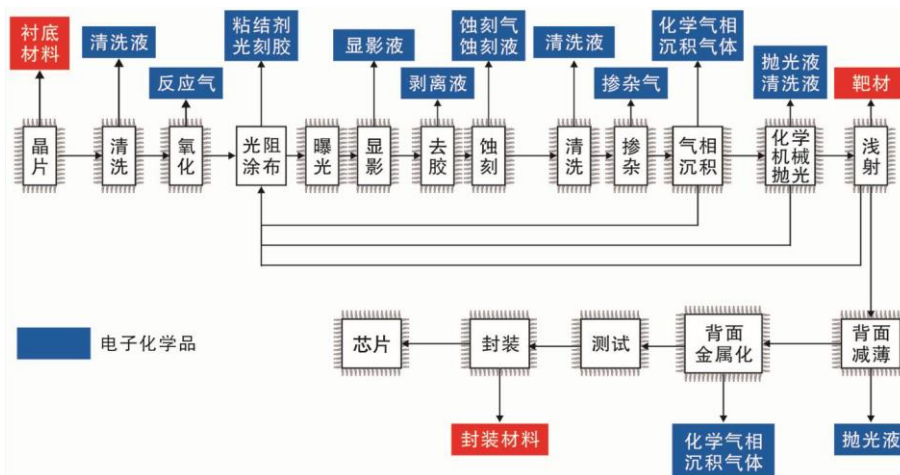 衬底
材料
清洗液
反应气
粘结剂
光刻胶
显影液
剥离液
蚀刻气
蚀刻液
清洗液
掺杂气
化学气相
沉积气体
抛光液
清洗液
靶材
晶片
清洗
氧化
光阻
涂布
曝光
显影
去胶
蚀刻
清洗
掺杂
气相
沉积
化学
机械
抛光
浅射
电子化学品
芯片
封装
测试
背面
金属化
背面
减薄
封装材料
化学气相
沉积气体
抛光液